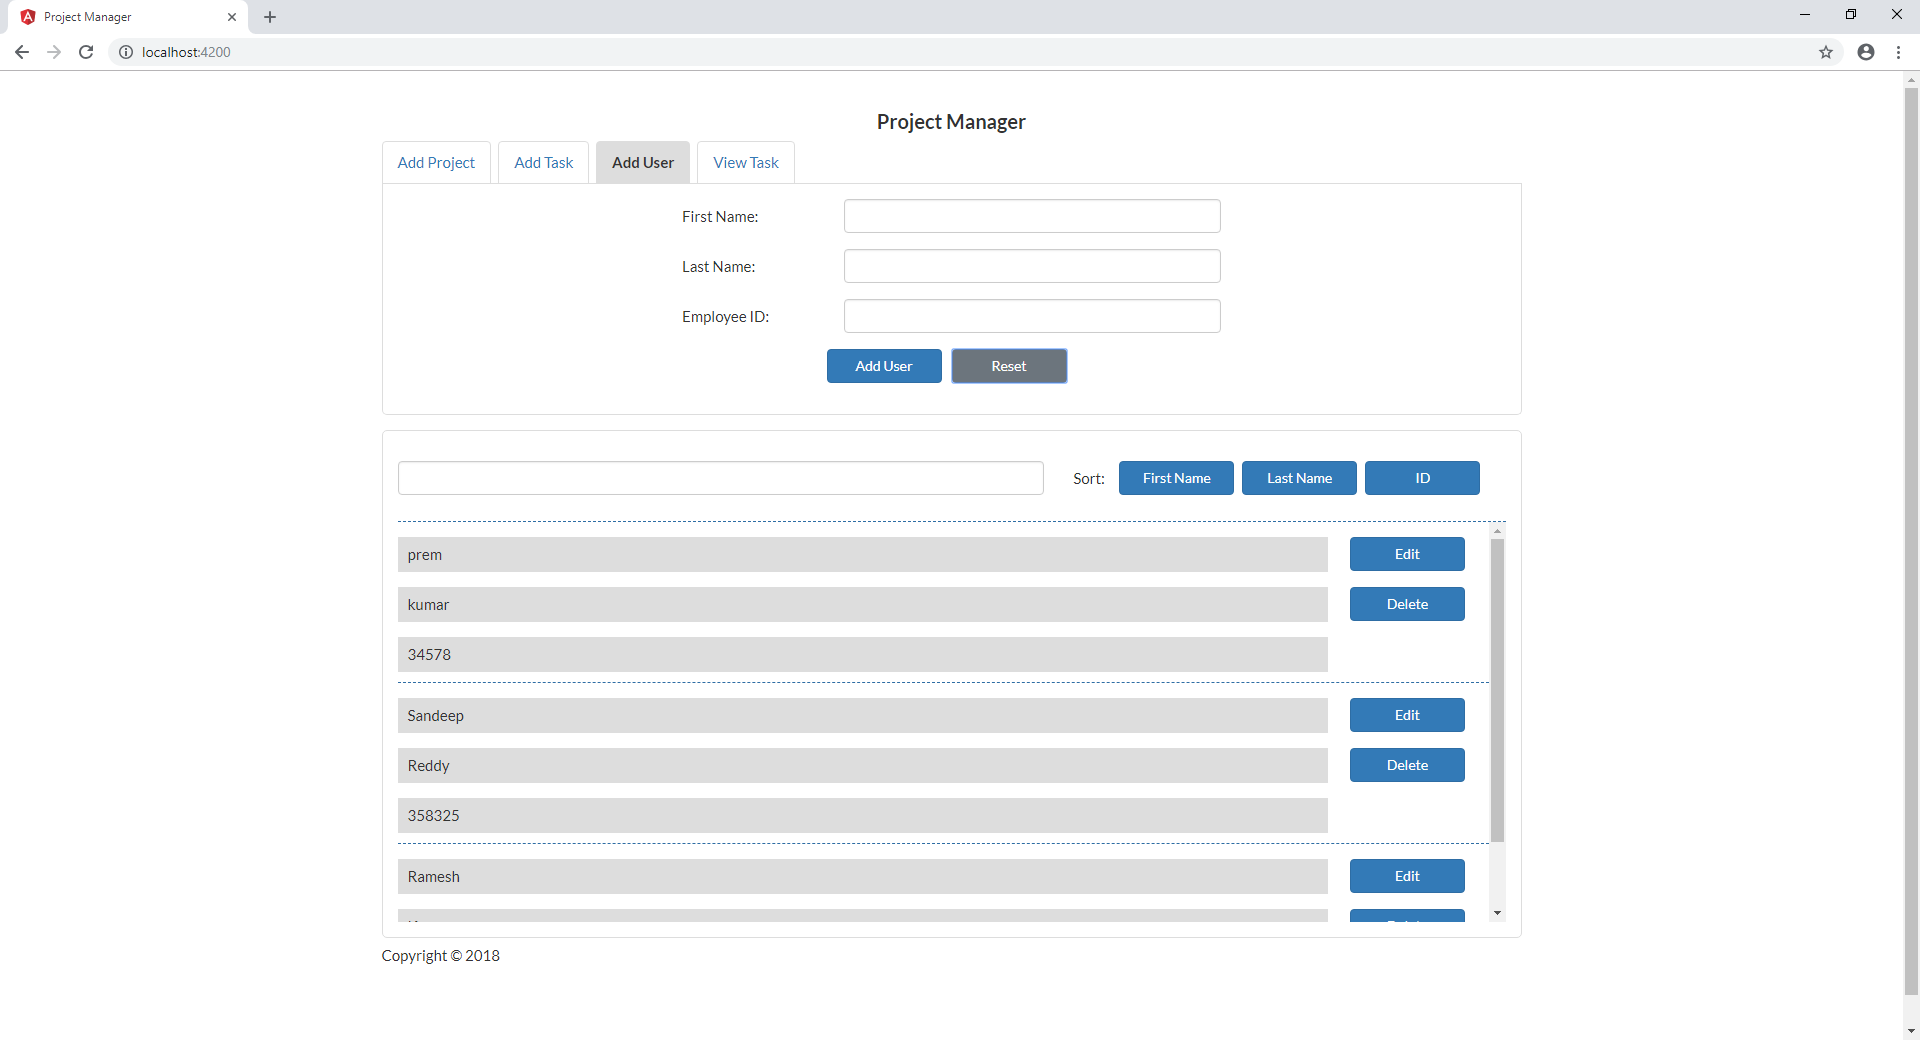 Project Manager
localhost:4200
Project Manager
Add Project Add Task Add User View Task
First Name:
Last Name:
Employee ID:
Add User Reset
Sort: First Name Last Name ID
prem Edit
kumar Delete
34578
Sandeep Edit
Reddy Delete
358325
Ramesh Edit
Copyright © 2018